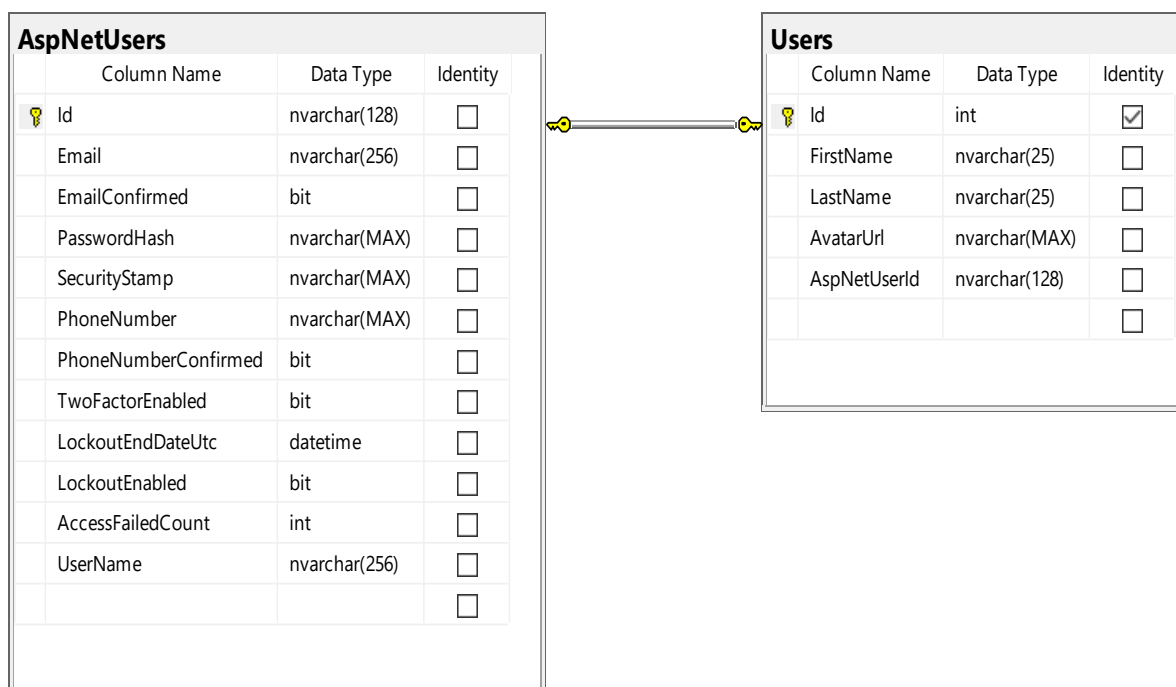 AspNetUsers
Column Name Data Type Identity
Id nvarchar(128)
Email nvarchar(256)
EmailConfirmed bit
PasswordHash nvarchar(MAX)
SecurityStamp nvarchar(MAX)
PhoneNumber nvarchar(MAX)
PhoneNumberConfirmed bit
TwoFactorEnabled bit
LockoutEndDateUtc datetime
LockoutEnabled bit
AccessFailedCount int
UserName nvarchar(256)
Users
Column Name Data Type Identity
Id int
FirstName nvarchar(25)
LastName nvarchar(25)
AvatarUrl nvarchar(MAX)
AspNetUserId nvarchar(128)